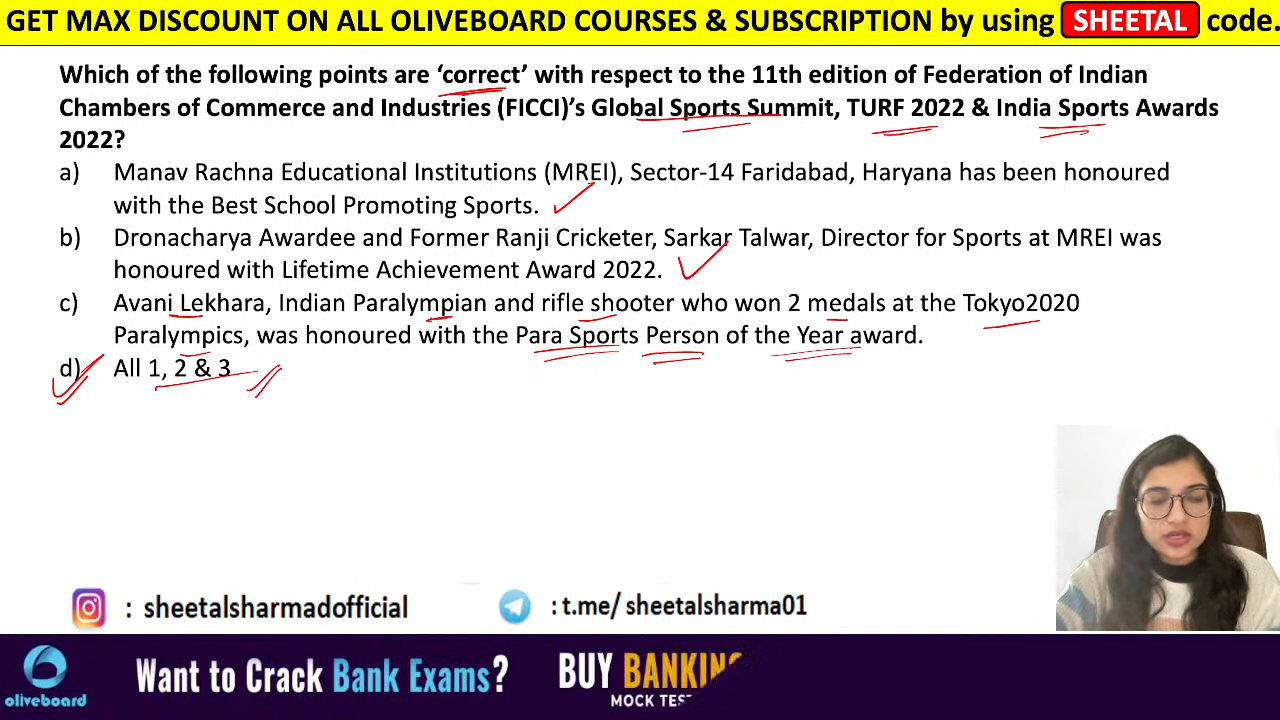 GET MAX DISCOUNT ON ALL OLIVEBOARD COURSES & SUBSCRIPTION by using SHEETAL code.
Which of the following points are ‘correct’ with respect to the 11th edition of Federation of Indian
Chambers of Commerce and Industries (FICCI)’s Global Sports Summit, TURF 2022 & India Sports Awards
2022?
a) Manav Rachna Educational Institutions (MREI), Sector-14 Faridabad, Haryana has been honoured
with the Best School Promoting Sports.
b) Dronacharya Awardee and Former Ranji Cricketer, Sarkar Talwar, Director for Sports at MREI was
honoured with Lifetime Achievement Award 2022.
c) Avani Lekhara, Indian Paralympian and rifle shooter who won 2 medals at the Tokyo2020
Paralympics, was honoured with the Para Sports Person of the Year award.
d) All 1, 2 & 3
: sheetalsharmadofficial
: t.me/ sheetalsharma01
oliveboard
Want to Crack Bank Exams?
BUY BANKING
MOCK TES